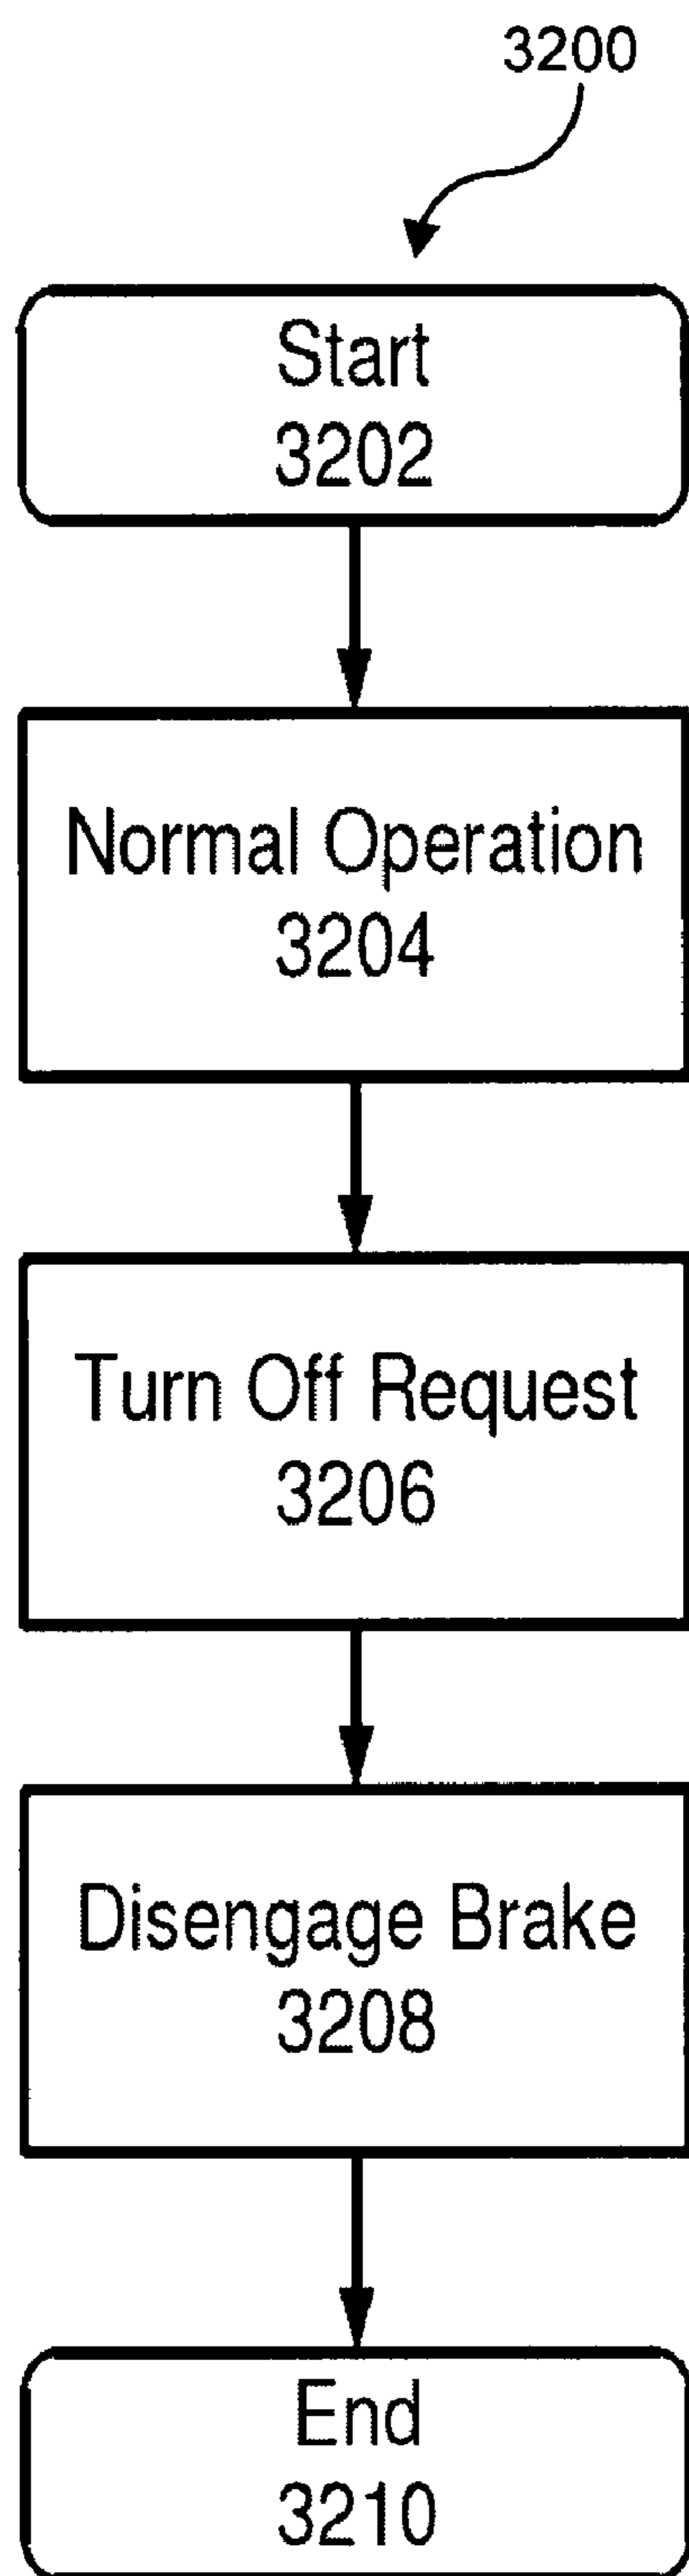 3200
Start
3202
Normal Operation
3204
Turn Off Request
3206
Disengage Brake
3208
End
3210